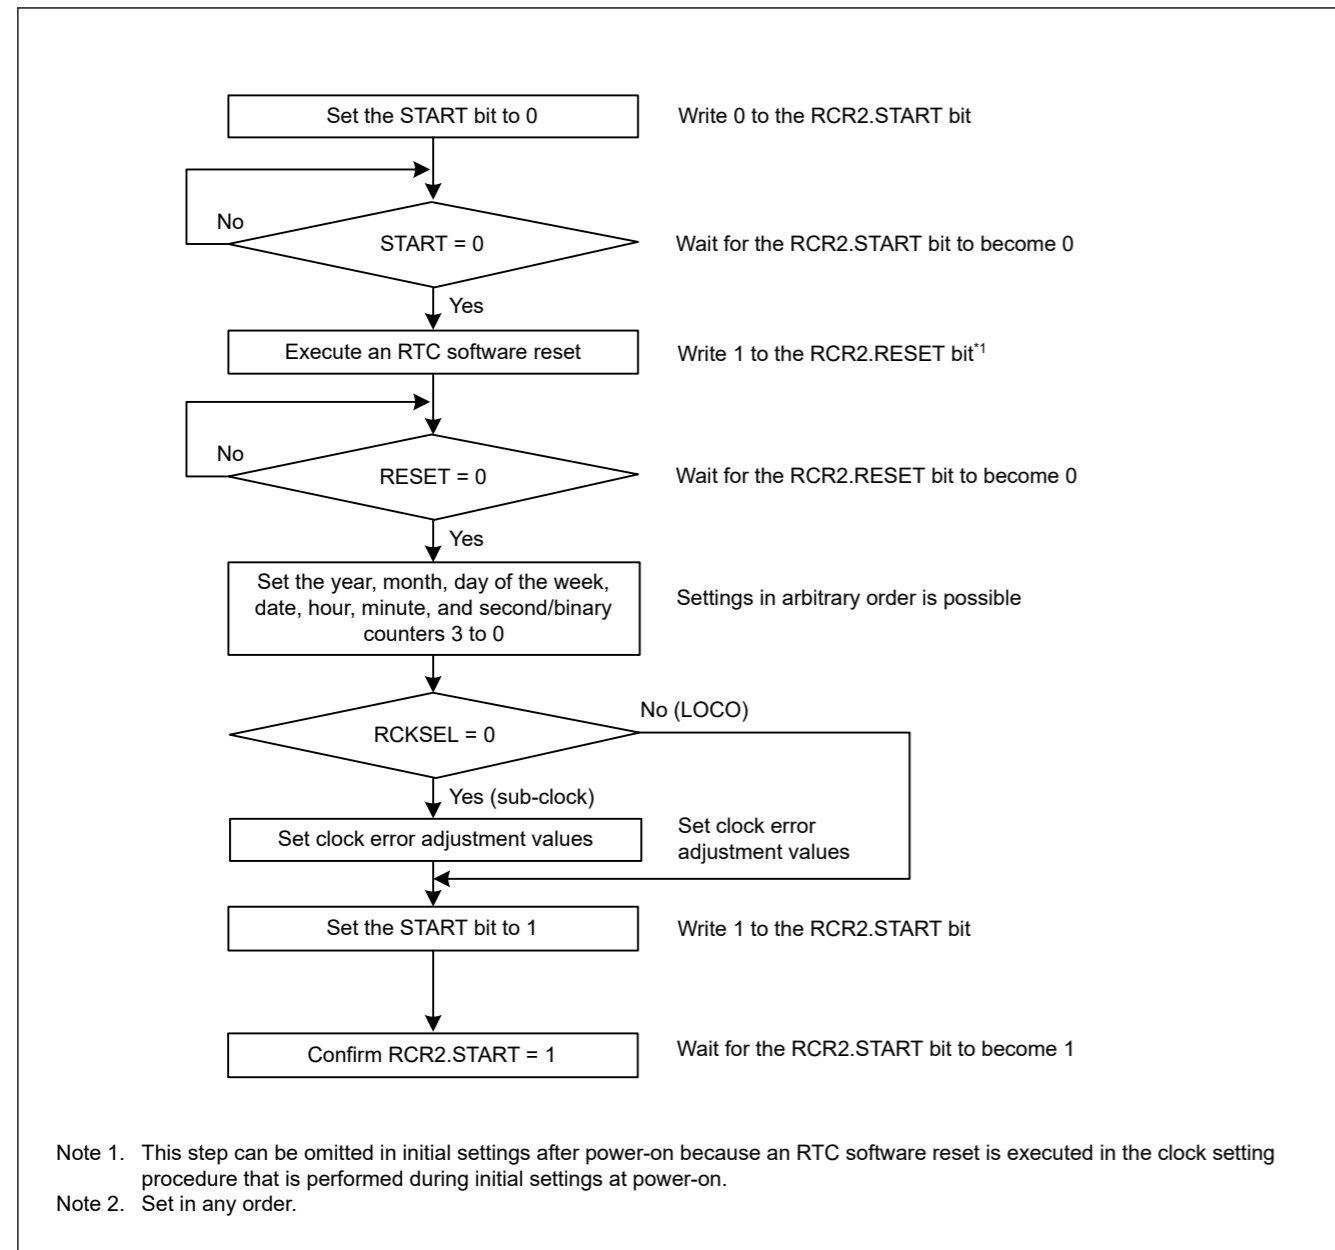 Set the START bit to 0
Write 0 to the RCR2.START bit
No
START = 0
Wait for the RCR2.START bit to become 0
Yes
Execute an RTC software reset
Write 1 to the RCR2.RESET bit*1
No
RESET = 0
Wait for the RCR2.RESET bit to become 0
Yes
Set the year, month, day of the week,
date, hour, minute, and second/binary
counters 3 to 0
Settings in arbitrary order is possible
No (LOCO)
RCKSEL = 0
Yes (sub-clock)
Set clock error adjustment values
Set clock error
adjustment values
Set the START bit to 1
Write 1 to the RCR2.START bit
Confirm RCR2.START = 1
Wait for the RCR2.START bit to become 1
Note 1. This step can be omitted in initial settings after power-on because an RTC software reset is executed in the clock setting
procedure that is performed during initial settings at power-on.
Note 2. Set in any order.